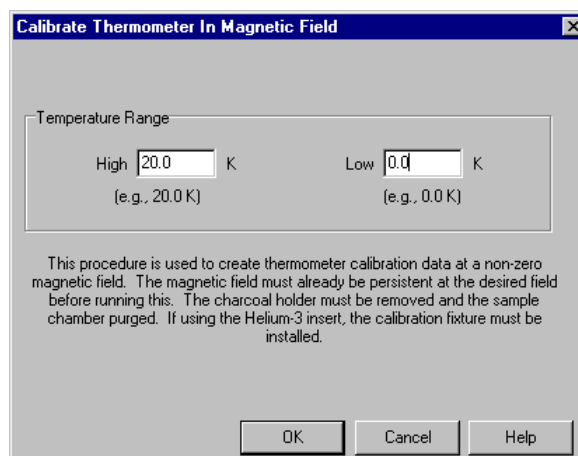 Calibrate Thermometer In Magnetic Field
Temperature Range
High 20.0 K Low 0.0 K
(e.g., 20.0 K) (e.g., 0.0 K)
This procedure is used to create thermometer calibration data at a non-zero
magnetic field. The magnetic field must already be persistent at the desired field
before running this. The charcoal holder must be removed and the sample
chamber purged. If using the Helium-3 insert, the calibration fixture must be
installed.
OK Cancel Help